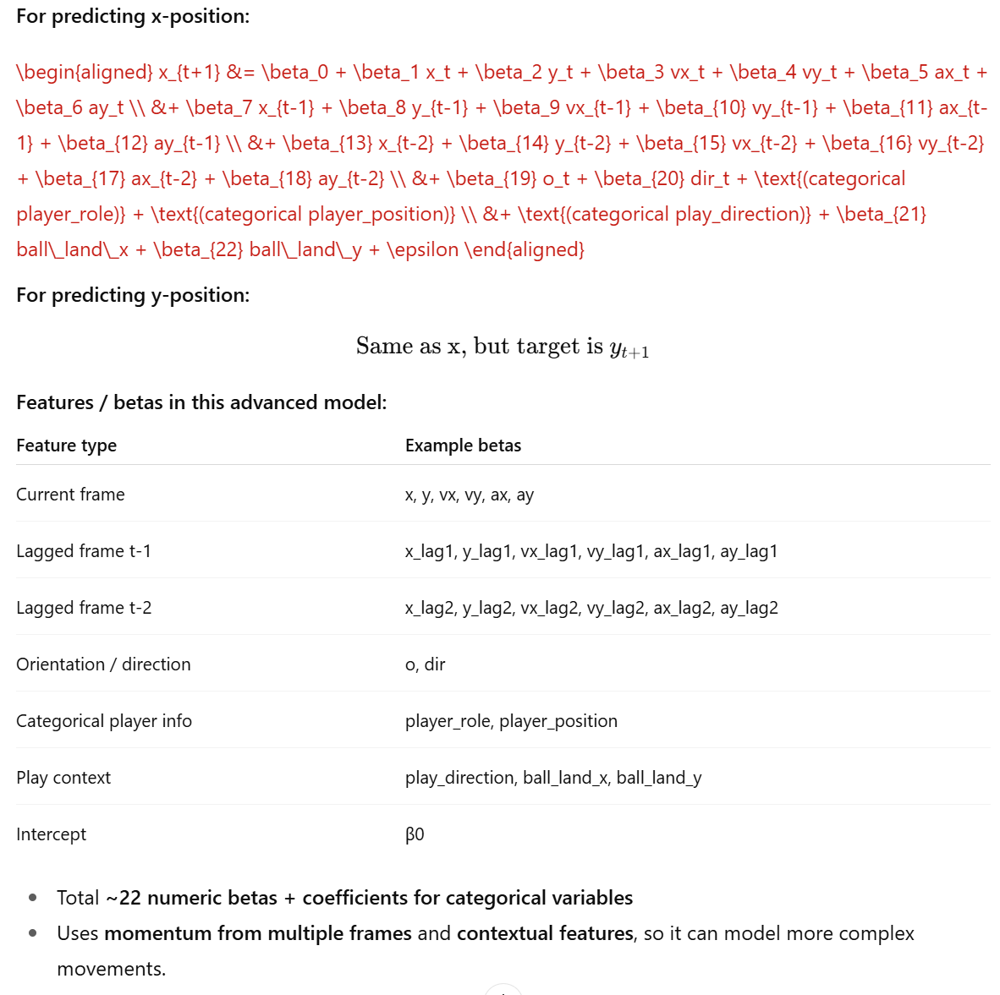 For predicting x-position:
\begin{aligned} x_{t+1} &= \beta_0 + \beta_1 x_t + \beta_2 y_t + \beta_3 vx_t + \beta_4 vy_t + \beta_5 ax_t +
\beta_6 ay_t \\ &+ \beta_7 x_{t-1} + \beta_8 y_{t-1} + \beta_9 vx_{t-1} + \beta_{10} vy_{t-1} + \beta_{11} ax_{t-
1} + \beta_{12} ay_{t-1} \\ &+ \beta_{13} x_{t-2} + \beta_{14} y_{t-2} + \beta_{15} vx_{t-2} + \beta_{16} vy_{t-2}
+ \beta_{17} ax_{t-2} + \beta_{18} ay_{t-2} \\ &+ \beta_{19} o_t + \beta_{20} dir_t + \text{(categorical
player_role)} + \text{(categorical player_position)} \\ &+ \text{(categorical play_direction)} + \beta_{21}
ball\_land\_x + \beta_{22} ball\_land\_y + \epsilon \end{aligned}
For predicting y-position:
Same as x, but target is y_{t+1}
Features / betas in this advanced model:
Feature type Example betas
Current frame x, y, vx, vy, ax, ay
Lagged frame t-1 x_lag1, y_lag1, vx_lag1, vy_lag1, ax_lag1, ay_lag1
Lagged frame t-2 x_lag2, y_lag2, vx_lag2, vy_lag2, ax_lag2, ay_lag2
Orientation / direction o, dir
Categorical player info player_role, player_position
Play context play_direction, ball_land_x, ball_land_y
Intercept β0
• Total ~22 numeric betas + coefficients for categorical variables
• Uses momentum from multiple frames and contextual features, so it can model more complex
movements.